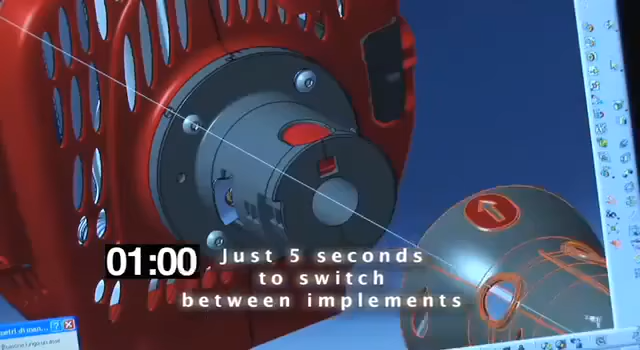 01:00
Just 5 seconds
to switch
between implements